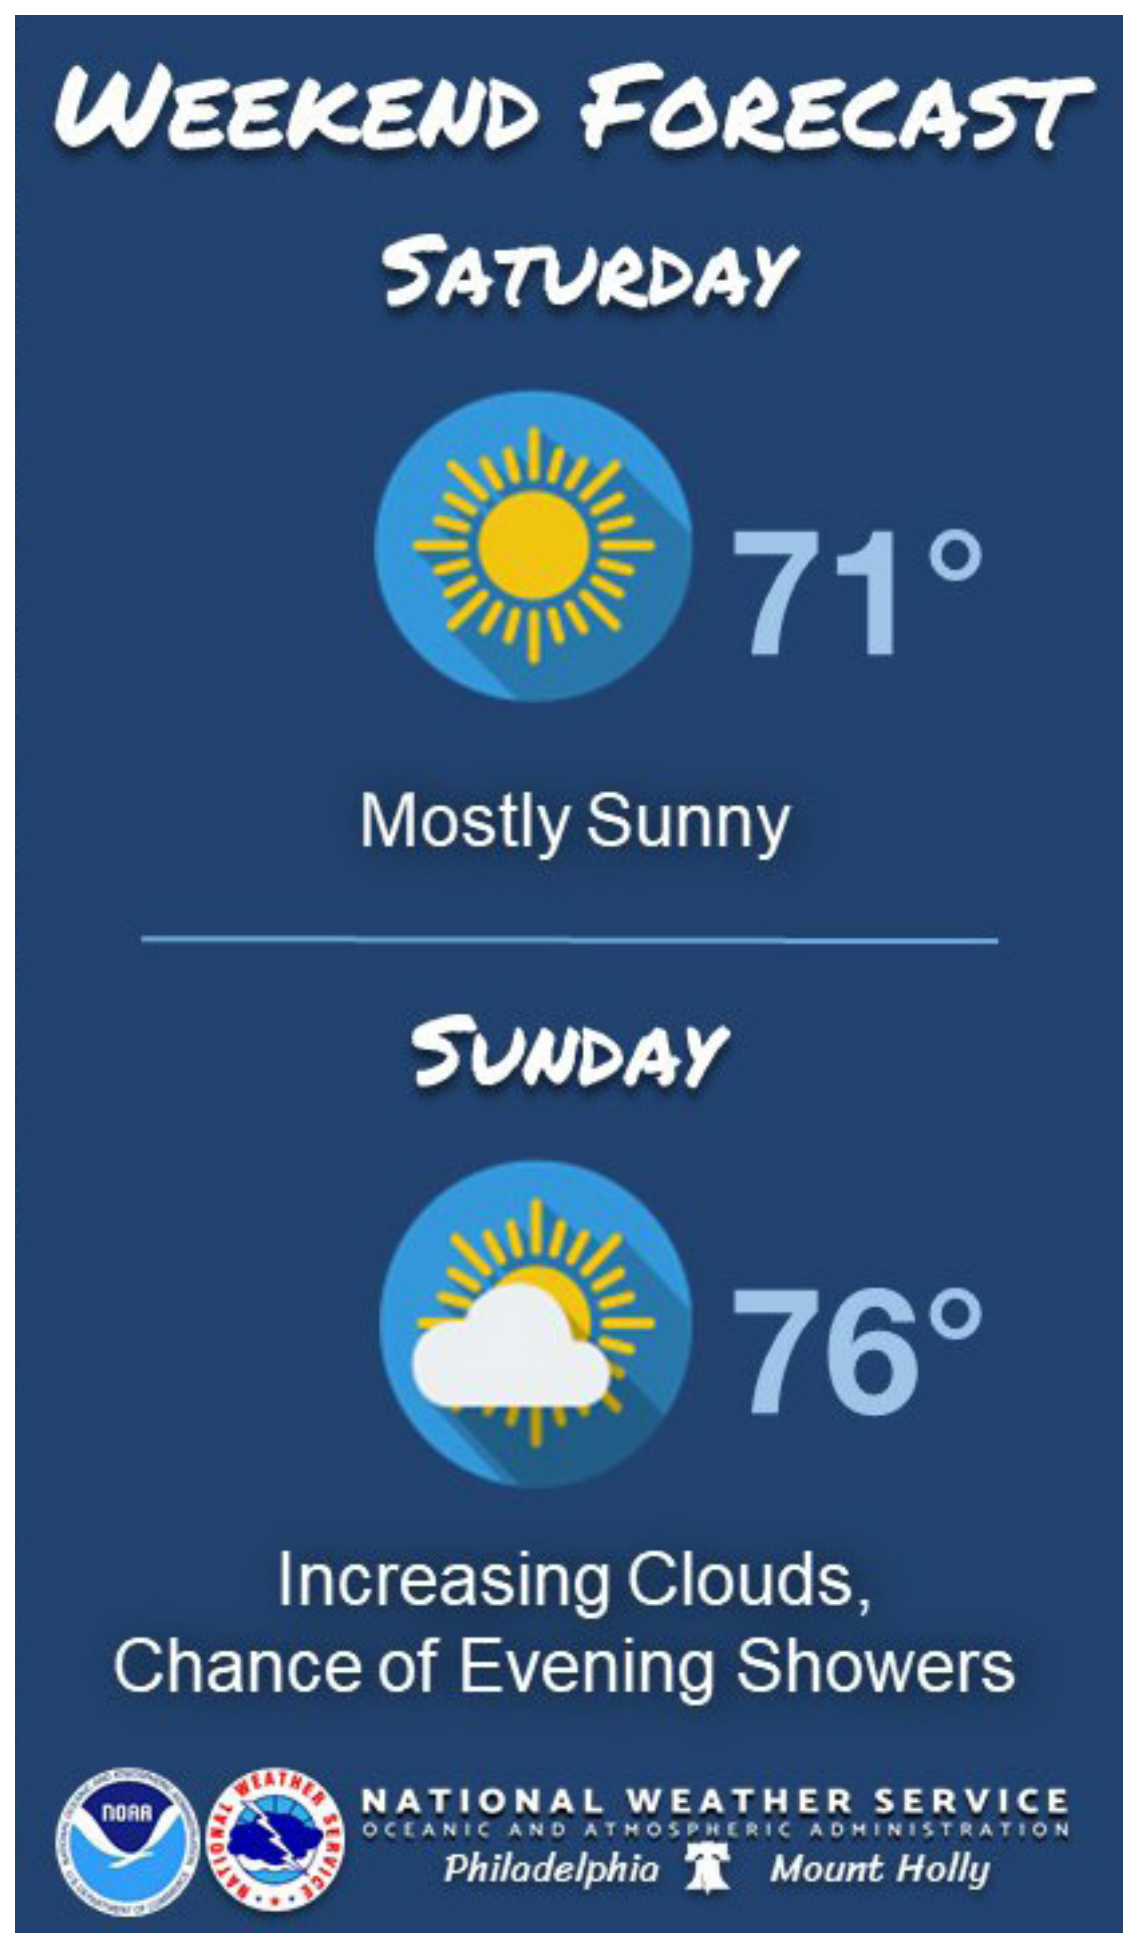 WEEKEND FORECAST
SATURDAY
71°
Mostly Sunny
SUNDAY
76°
Increasing Clouds,
Chance of Evening Showers
NOAA
NATIONAL WEATHER SERVICE
NATIONAL WEATHER SERVICE
OCEANIC AND ATMOSPHERIC ADMINISTRATION
Philadelphia Mount Holly